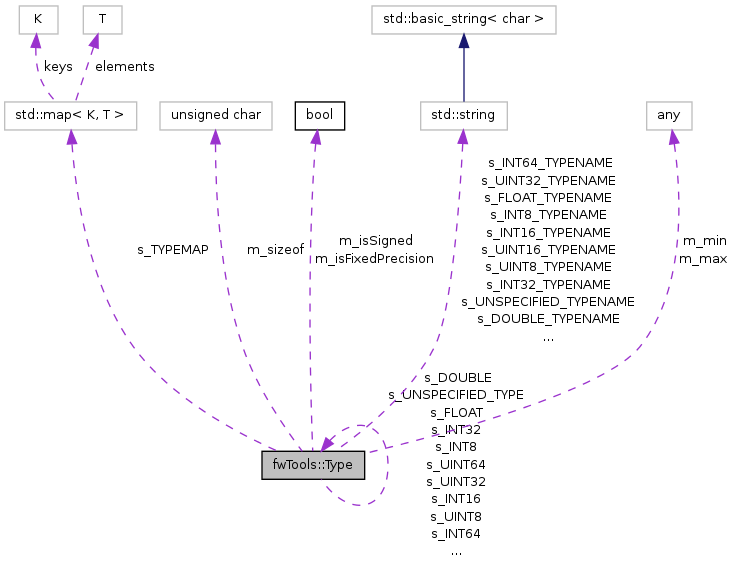 K
T
std::basic_string< char >
keys
elements
std::map< K, T >
unsigned char
bool
std::string
any
s_TYPEMAP
m_sizeof
m_isSigned
m_isFixedPrecision
s_INT64_TYPENAME
s_UINT32_TYPENAME
s_FLOAT_TYPENAME
s_INT8_TYPENAME
s_INT16_TYPENAME
s_UINT16_TYPENAME
s_UINT8_TYPENAME
s_INT32_TYPENAME
s_UNSPECIFIED_TYPENAME
s_DOUBLE_TYPENAME
...
m_min
m_max
s_DOUBLE
s_UNSPECIFIED_TYPE
s_FLOAT
s_INT32
s_INT8
s_UINT64
s_UINT32
s_INT16
s_UINT8
s_INT64
...
fwTools::Type